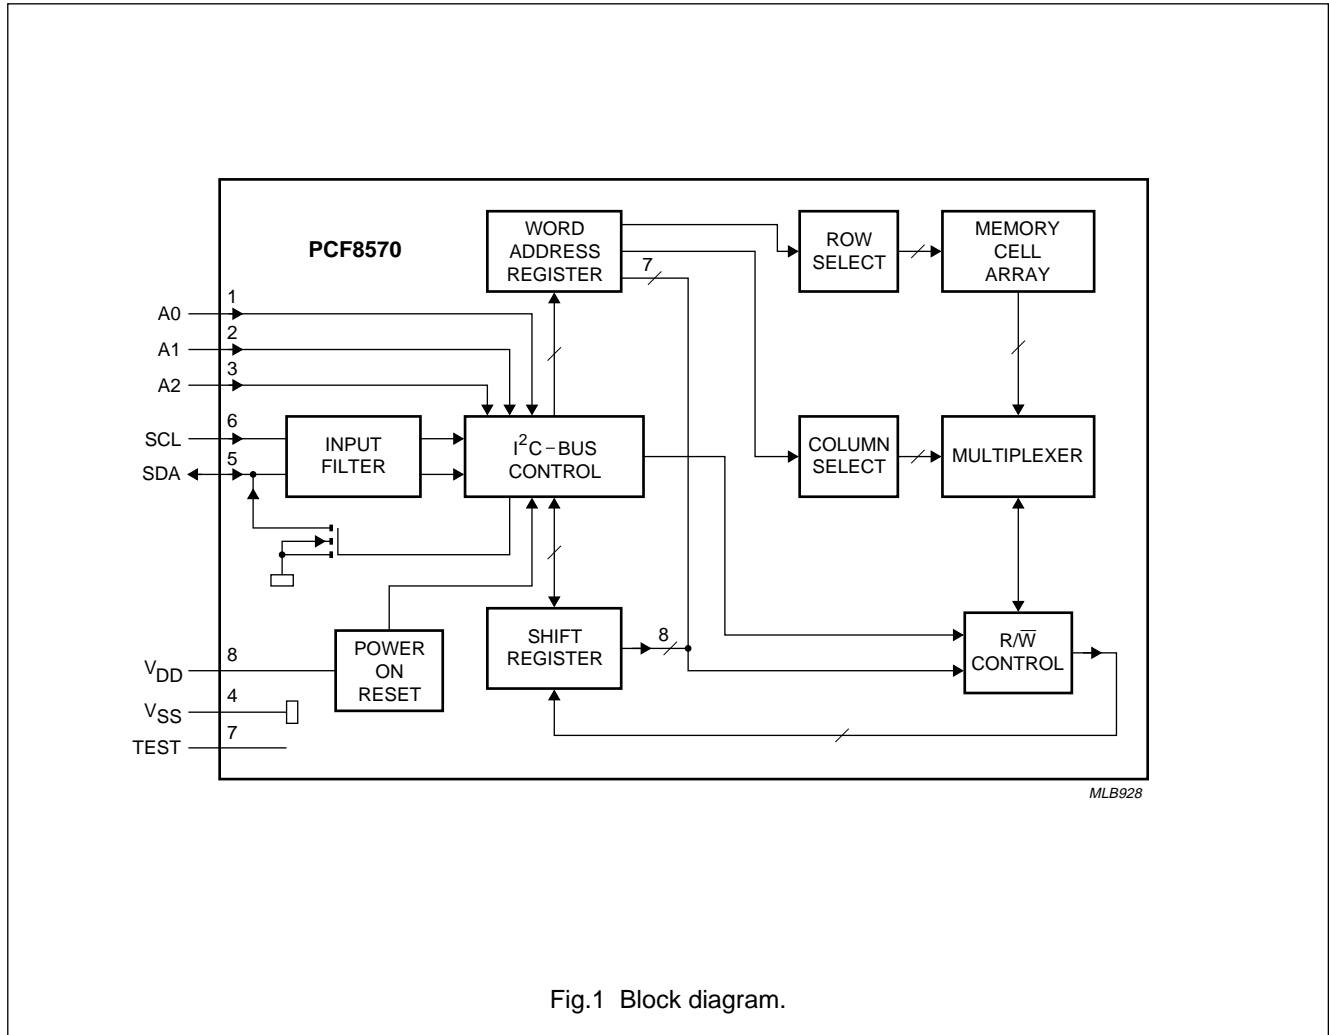 PCF8570
WORD
ADDRESS
REGISTER
ROW
SELECT
MEMORY
CELL
ARRAY
7
A0
1
A1
2
A2
3
SCL
6
SDA
5
INPUT
FILTER
I²C–BUS
CONTROL
COLUMN
SELECT
MULTIPLEXER
POWER
ON
RESET
SHIFT
REGISTER
8
R/W̅
CONTROL
VDD
8
VSS
4
TEST
7
MLB928
Fig.1 Block diagram.